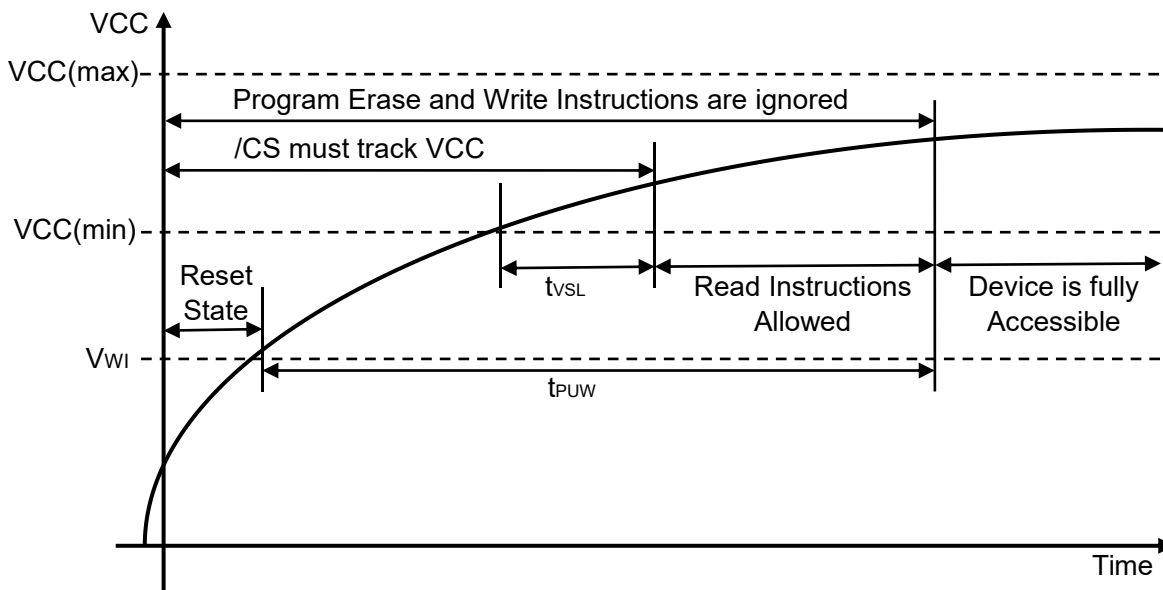 VCC
VCC(max)
Program Erase and Write Instructions are ignored
/CS must track VCC
VCC(min)
Reset
State
tVSL
Read Instructions
Allowed
Device is fully
Accessible
VWI
tPUW
Time